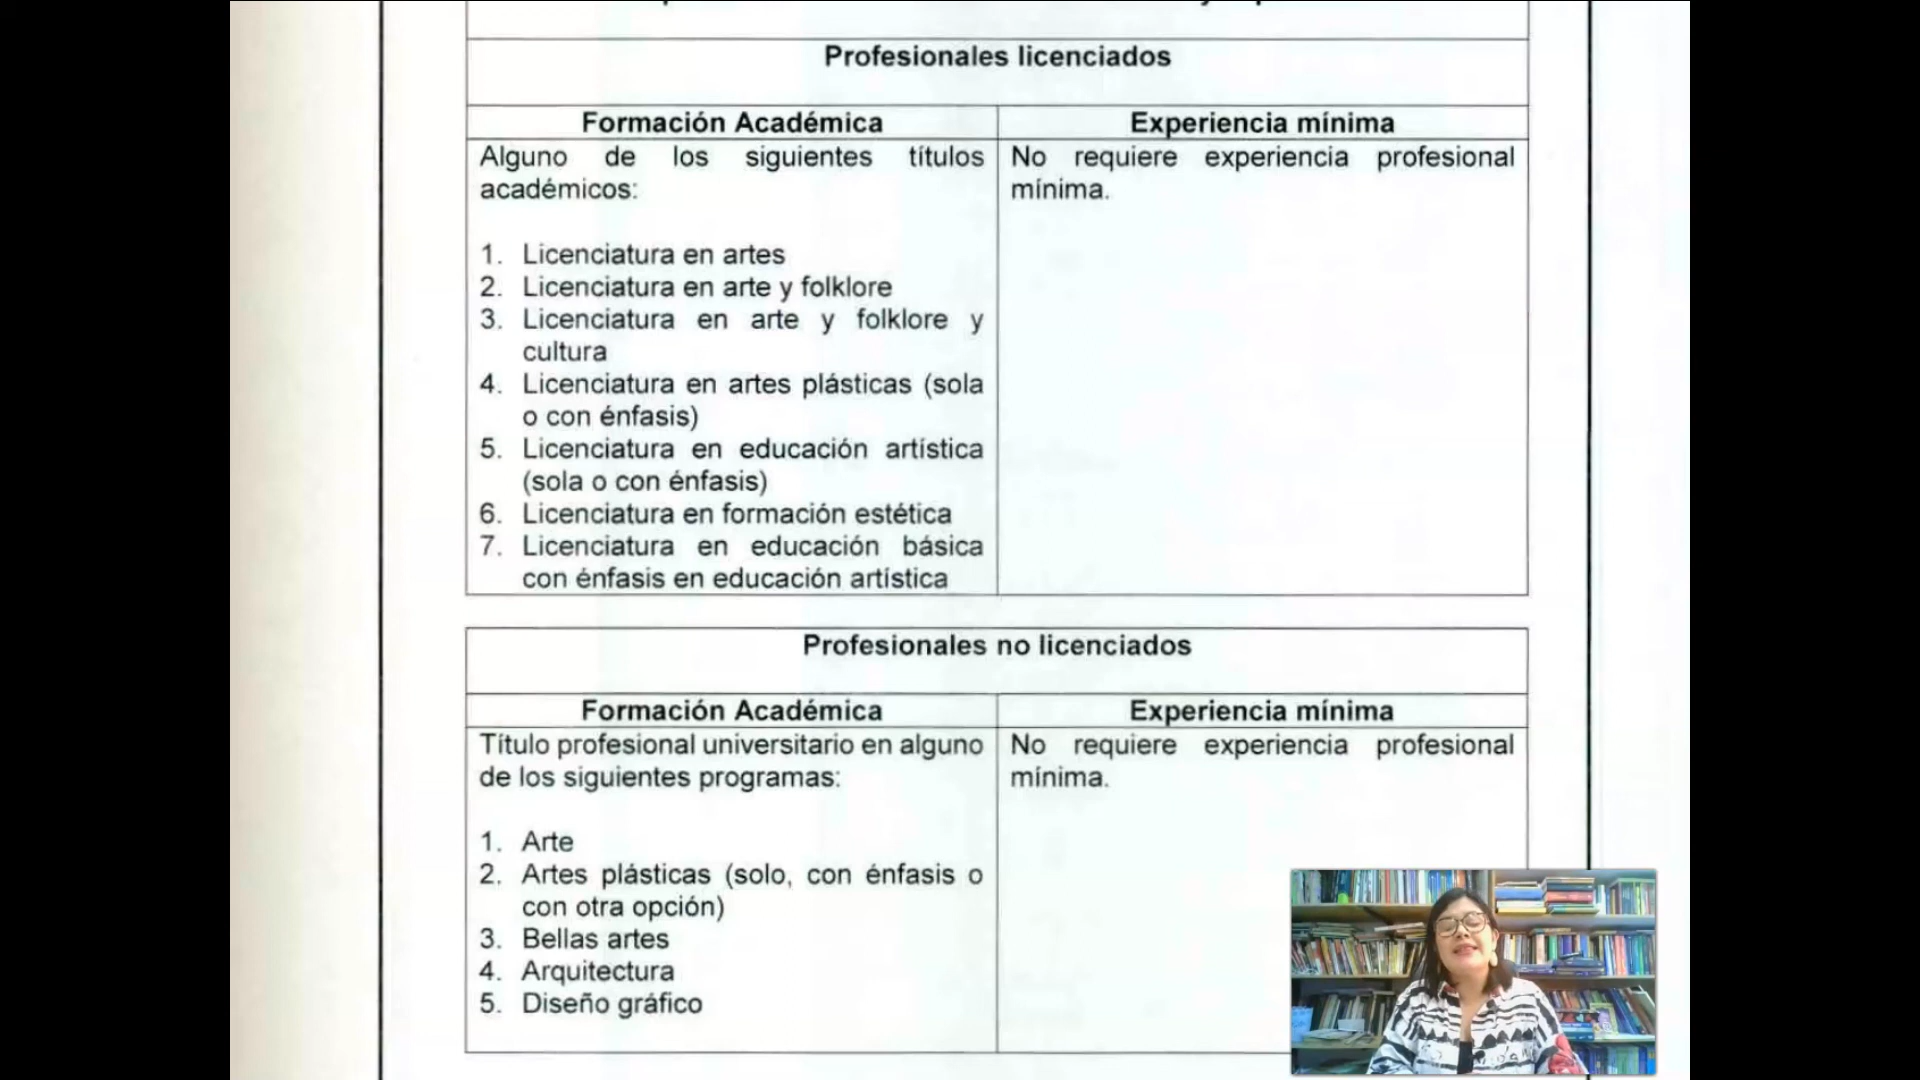 Profesionales licenciados
Formación Académica
Experiencia mínima
Alguno de los siguientes títulos
académicos:
1. Licenciatura en artes
2. Licenciatura en arte y folklore
3. Licenciatura en arte y folklore y
cultura
4. Licenciatura en artes plásticas (sola
o con énfasis)
5. Licenciatura en educación artística
(sola o con énfasis)
6. Licenciatura en formación estética
7. Licenciatura en educación básica
con énfasis en educación artística
No requiere experiencia profesional
mínima.
Profesionales no licenciados
Formación Académica
Experiencia mínima
Título profesional universitario en alguno
de los siguientes programas:
1. Arte
2. Artes plásticas (solo, con énfasis o
con otra opción)
3. Bellas artes
4. Arquitectura
5. Diseño gráfico
No requiere experiencia profesional
mínima.